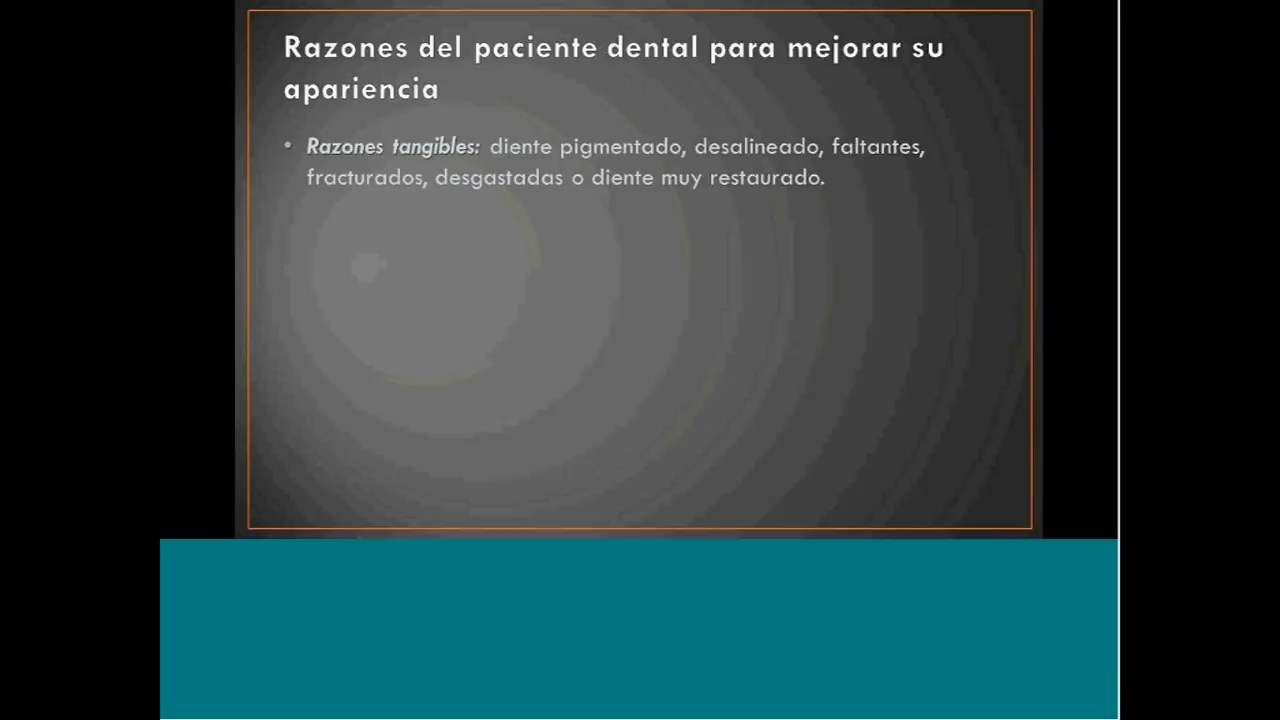 Razones del paciente dental para mejorar su
apariencia
• Razones tangibles: diente pigmentado, desalineado, faltantes,
fracturados, desgastadas o diente muy restaurado.